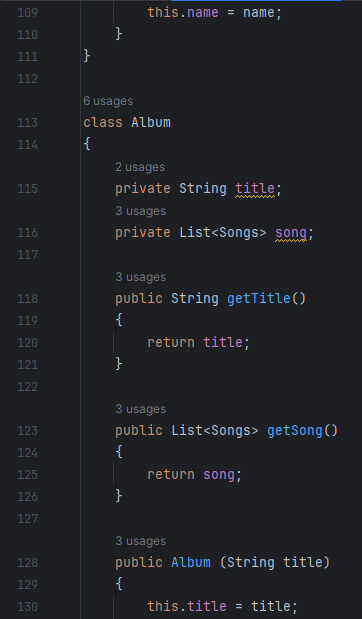 109 this.name = name;
110 }
111 }
112
6 usages
113 class Album
114 {
2 usages
115 private String title;
3 usages
116 private List<Songs> song;
117
3 usages
118 public String getTitle()
119 {
120 return title;
121 }
122
3 usages
123 public List<Songs> getSong()
124 {
125 return song;
126 }
127
3 usages
128 public Album (String title)
129 {
130 this.title = title;